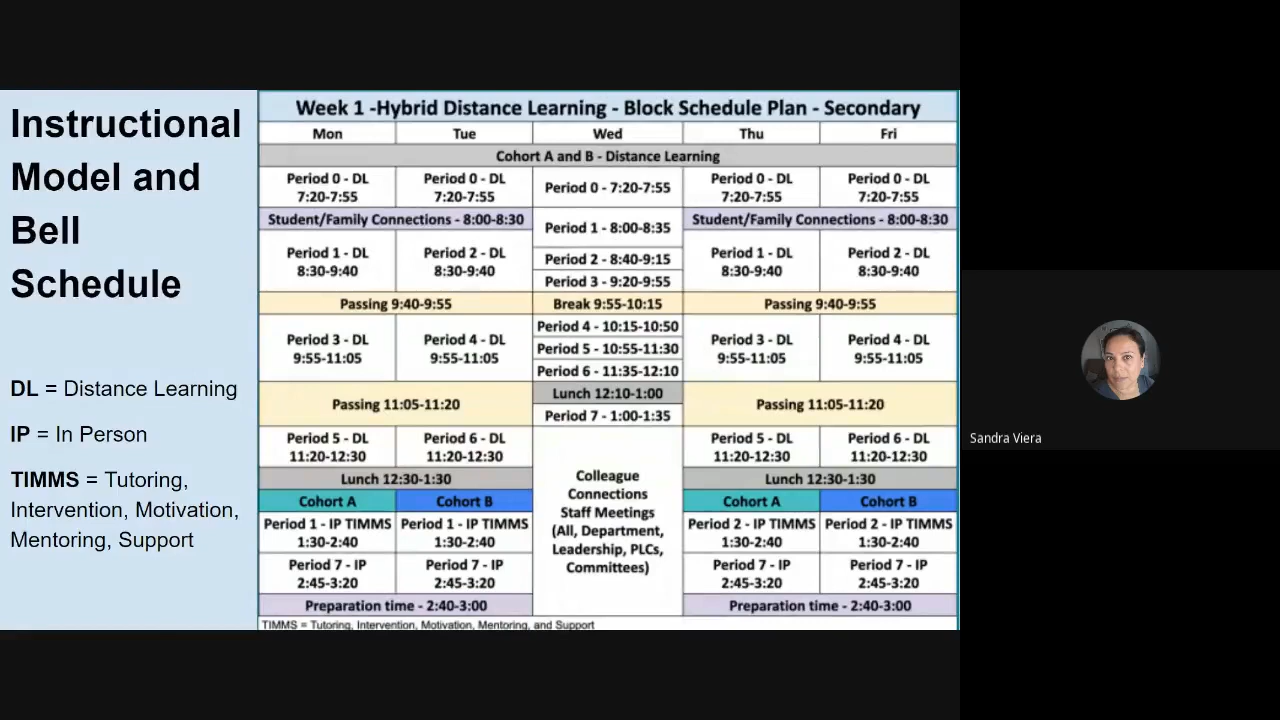 Instructional
Model and
Bell
Schedule
DL = Distance Learning
IP = In Person
TIMMS = Tutoring,
Intervention, Motivation,
Mentoring, Support
Week 1 -Hybrid Distance Learning - Block Schedule Plan - Secondary
Mon Tue Wed Thu Fri
Cohort A and B - Distance Learning
Period 0 - DL Period 0 - DL Period 0 - 7:20-7:55 Period 0 - DL Period 0 - DL
7:20-7:55 7:20-7:55 7:20-7:55 7:20-7:55
Student/Family Connections - 8:00-8:30 Period 1 - 8:00-8:35 Student/Family Connections - 8:00-8:30
Period 1 - DL Period 2 - DL Period 2 - 8:40-9:15 Period 1 - DL Period 2 - DL
8:30-9:40 8:30-9:40 Period 3 - 9:20-9:55 8:30-9:40 8:30-9:40
Passing 9:40-9:55 Break 9:55-10:15 Passing 9:40-9:55
Period 4 - 10:15-10:50
Period 3 - DL Period 4 - DL Period 5 - 10:55-11:30 Period 3 - DL Period 4 - DL
9:55-11:05 9:55-11:05 Period 6 - 11:35-12:10 9:55-11:05 9:55-11:05
Lunch 12:10-1:00
Passing 11:05-11:20 Period 7 - 1:00-1:35 Passing 11:05-11:20
Period 5 - DL Period 6 - DL Period 5 - DL Period 6 - DL
11:20-12:30 11:20-12:30 11:20-12:30 11:20-12:30
Lunch 12:30-1:30 Colleague Lunch 12:30-1:30
Cohort A Cohort B Connections Cohort A Cohort B
Period 1 - IP TIMMS Period 1 - IP TIMMS Staff Meetings Period 2 - IP TIMMS Period 2 - IP TIMMS
1:30-2:40 1:30-2:40 (All, Department, 1:30-2:40 1:30-2:40
Period 7 - IP Period 7 - IP Leadership, PLCs, Period 7 - IP Period 7 - IP
2:45-3:20 2:45-3:20 Committees) 2:45-3:20 2:45-3:20
Preparation time - 2:40-3:00 Preparation time - 2:40-3:00
TIMMS = Tutoring, Intervention, Motivation, Mentoring, and Support
Sandra Viera